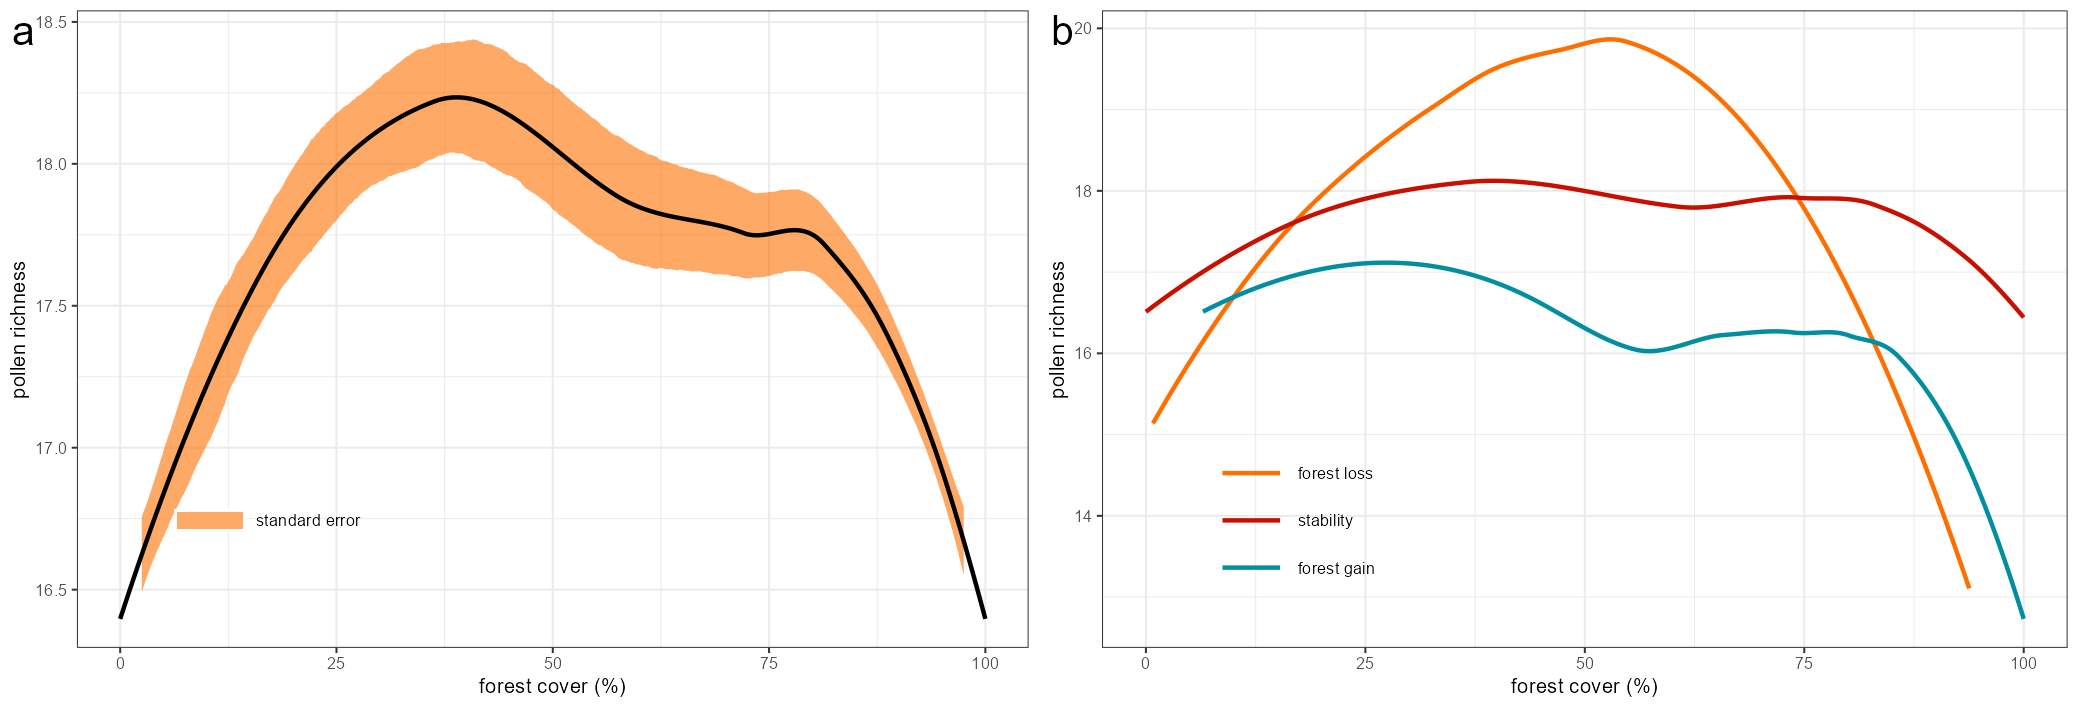 a
18.5
18.0
17.5
17.0
16.5
pollen richness
standard error
0 25 50 75 100
forest cover (%)
b
20
18
16
14
pollen richness
forest loss
stability
forest gain
0 25 50 75 100
forest cover (%)